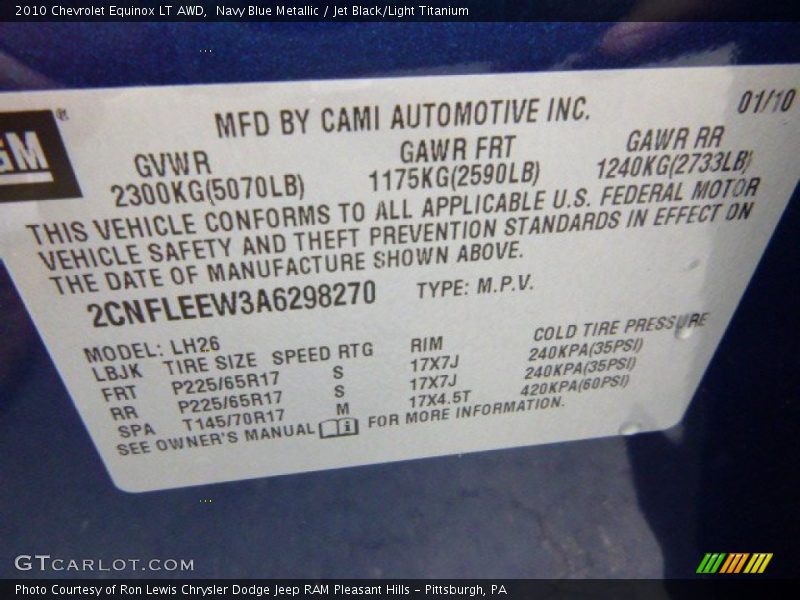 2010 Chevrolet Equinox LT AWD,  Navy Blue Metallic / Jet Black/Light Titanium
GM®
MFD BY CAMI AUTOMOTIVE INC.
01/10
GVWR GAWR FRT GAWR RR
2300KG(5070LB) 1175KG(2590LB) 1240KG(2733LB)
THIS VEHICLE CONFORMS TO ALL APPLICABLE U.S. FEDERAL MOTOR
VEHICLE SAFETY AND THEFT PREVENTION STANDARDS IN EFFECT ON
THE DATE OF MANUFACTURE SHOWN ABOVE.
2CNFLEEW3A6298270 TYPE: M.P.V.
MODEL: LH26
LBJK TIRE SIZE SPEED RTG RIM COLD TIRE PRESSURE
FRT P225/65R17 S 17X7J 240KPA(35PSI)
RR P225/65R17 S 17X7J 240KPA(35PSI)
SPA T145/70R17 M 17X4.5T 420KPA(60PSI)
SEE OWNER'S MANUAL FOR MORE INFORMATION.
GTCARLOT.COM
Photo Courtesy of Ron Lewis Chrysler Dodge Jeep RAM Pleasant Hills - Pittsburgh, PA